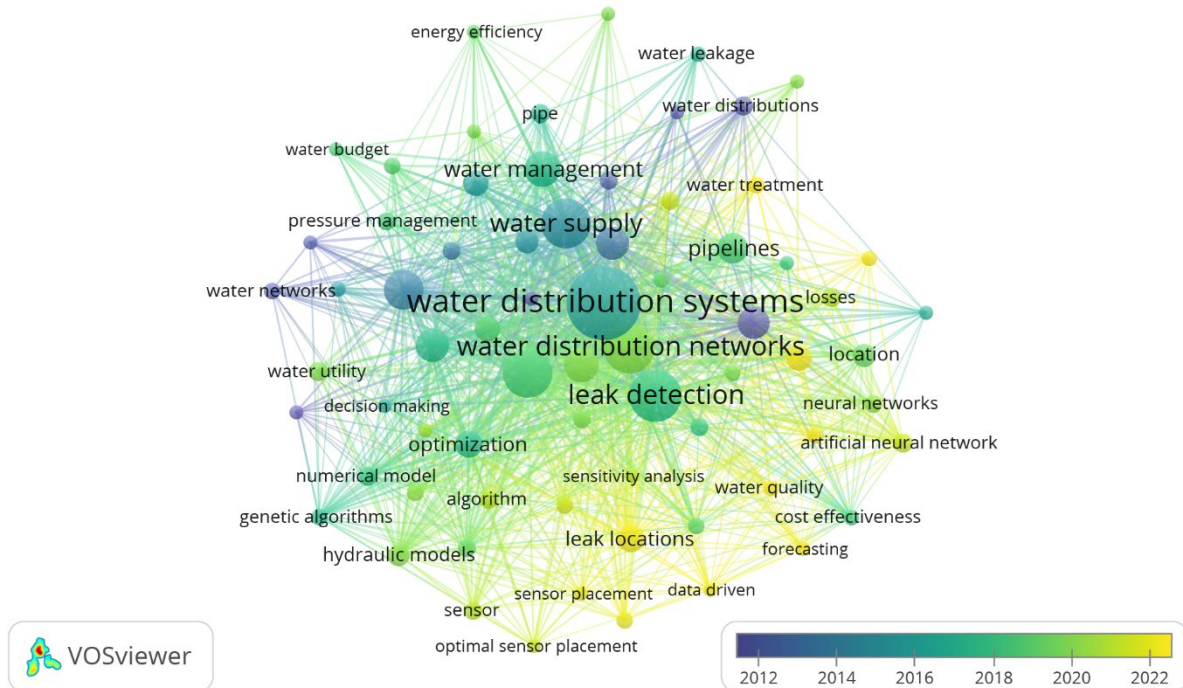 energy efficiency
water leakage
water distributions
pipe
water budget
water management
water treatment
pressure management
water supply
pipelines
water networks
water distribution systems
losses
water distribution networks
location
water utility
leak detection
decision making
neural networks
optimization
artificial neural network
numerical model
sensitivity analysis
water quality
algorithm
genetic algorithms
cost effectiveness
leak locations
forecasting
hydraulic models
sensor placement
data driven
sensor
optimal sensor placement
VOSviewer
2012 2014 2016 2018 2020 2022